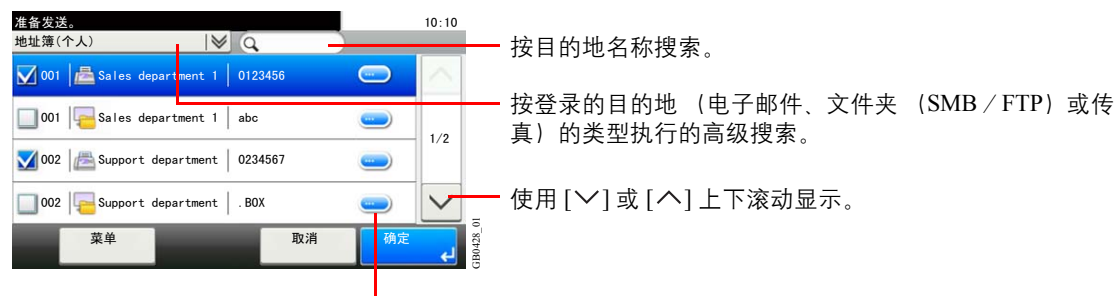 准备发送。
10:10
地址簿(个人)
按目的地名称搜索。
001 Sales department 1 0123456
001 Sales department 1 abc
按登录的目的地 （电子邮件、文件夹 （SMB / FTP）或传
真）的类型执行的高级搜索。
1/2
002 Support department 0234567
002 Support department .BOX
使用 [∨] 或 [∧] 上下滚动显示。
菜单
取消
确定
GB0428_01